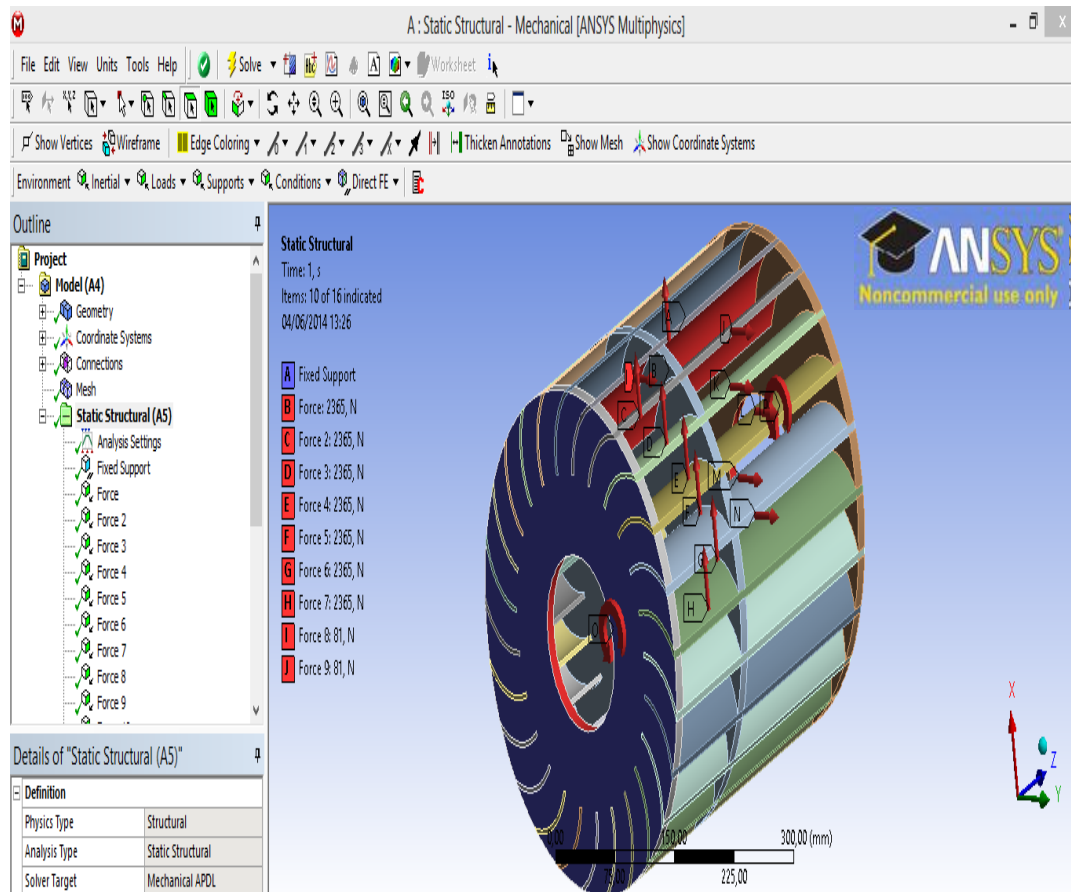 A : Static Structural - Mechanical [ANSYS Multiphysics]
File Edit View Units Tools Help Solve Worksheet
ISO
Show Vertices Wireframe Edge Coloring Thicken Annotations Show Mesh Show Coordinate Systems
Environment Inertial Loads Supports Conditions Direct FE
Outline
Project
Model (A4)
Geometry
Coordinate Systems
Connections
Mesh
Static Structural (A5)
Analysis Settings
Fixed Support
Force
Force 2
Force 3
Force 4
Force 5
Force 6
Force 7
Force 8
Force 9
Details of "Static Structural (A5)"
Definition
Physics Type Structural
Analysis Type Static Structural
Solver Target Mechanical APDL
Static Structural
Time: 1, s
Items: 10 of 16 indicated
04/06/2014 13:26
A Fixed Support
B Force: 2365, N
C Force 2: 2365, N
D Force 3: 2365, N
E Force 4: 2365, N
F Force 5: 2365, N
G Force 6: 2365, N
H Force 7: 2365, N
I Force 8: 81, N
J Force 9: 81, N
ANSYS
Noncommercial use only
A
B
C
D
E
F
G
H
K
M
N
O
X
Z
Y
0,00 150,00 300,00 (mm)
225,00